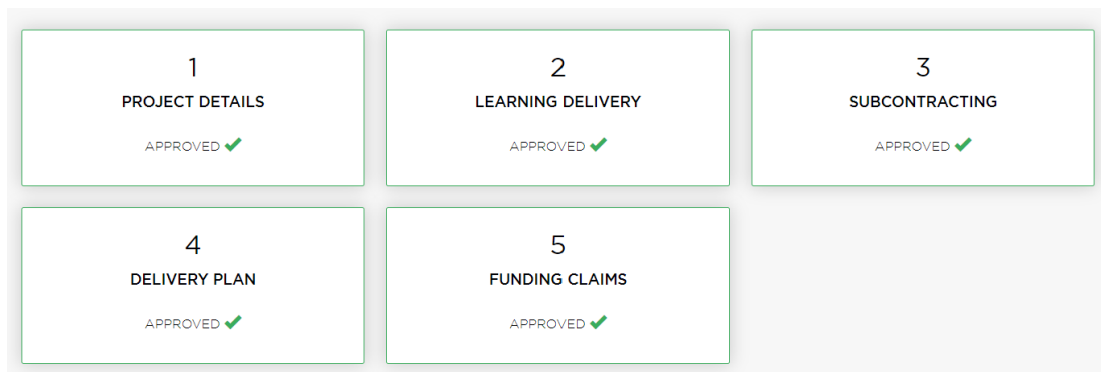 1
PROJECT DETAILS
APPROVED
2
LEARNING DELIVERY
APPROVED
3
SUBCONTRACTING
APPROVED
4
DELIVERY PLAN
APPROVED
5
FUNDING CLAIMS
APPROVED